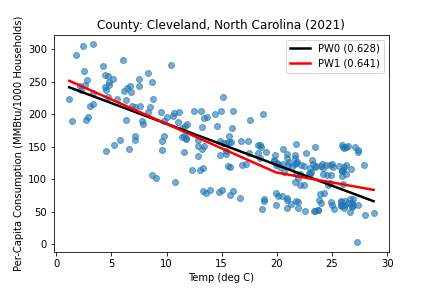 County: Cleveland, North Carolina (2021)
PW0 (0.628)
PW1 (0.641)
Per-Capita Consumption (MMBtu/1000 Households)
300
250
200
150
100
50
0
0 5 10 15 20 25 30
Temp (deg C)